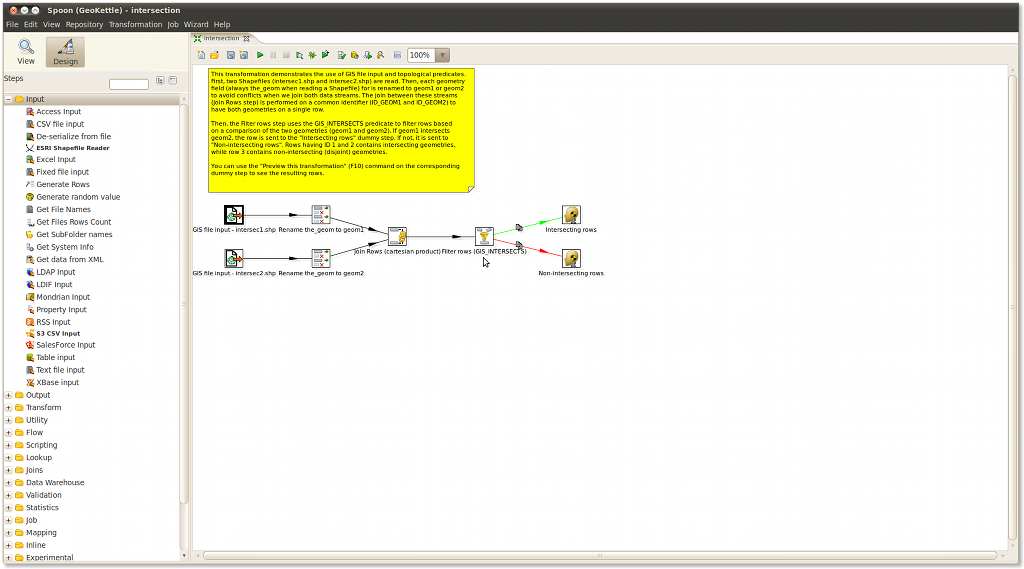 Spoon (GeoKettle) - intersection
File Edit View Repository Transformation Job Wizard Help
View
Design
Steps
Input
Access Input
CSV file input
De-serialize from file
ESRI Shapefile Reader
Excel Input
Fixed file input
Generate Rows
Generate random value
Get File Names
Get Files Rows Count
Get SubFolder names
Get System Info
Get data from XML
LDAP Input
LDIF Input
Mondrian Input
Property Input
RSS Input
S3 CSV Input
SalesForce Input
Table input
Text file input
XBase input
Output
Transform
Utility
Flow
Scripting
Lookup
Joins
Data Warehouse
Validation
Statistics
Job
Mapping
Inline
Experimental
intersection
100%
This transformation demonstrates the use of GIS file input and topological predicates.
First, two Shapefiles (intersec1.shp and intersec2.shp) are read. Then, each geometry
field (always the_geom when reading a Shapefile) for is renamed to geom1 or geom2
to avoid conflicts when we join both data streams. The join between these streams
(Join Rows step) is performed on a common identifier (ID_GEOM1 and ID_GEOM2) to
have both geometries on a single row.
Then, the Filter rows step uses the GIS_INTERSECTS predicate to filter rows based
on a comparison of the two geometries (geom1 and geom2). If geom1 intersects
geom2, the row is sent to the "Intersecting rows" dummy step. If not, it is sent to
"Non-intersecting rows". Rows having ID 1 and 2 contains intersecting geometries,
while row 3 contains non-intersecting (disjoint) geometries.
You can use the "Preview this transformation" (F10) command on the corresponding
dummy step to see the resulting rows.
GIS file input - intersec1.shp
Rename the_geom to geom1
Intersecting rows
Join Rows (cartesian product)
Filter rows (GIS_INTERSECTS)
GIS file input - intersec2.shp
Rename the_geom to geom2
Non-intersecting rows